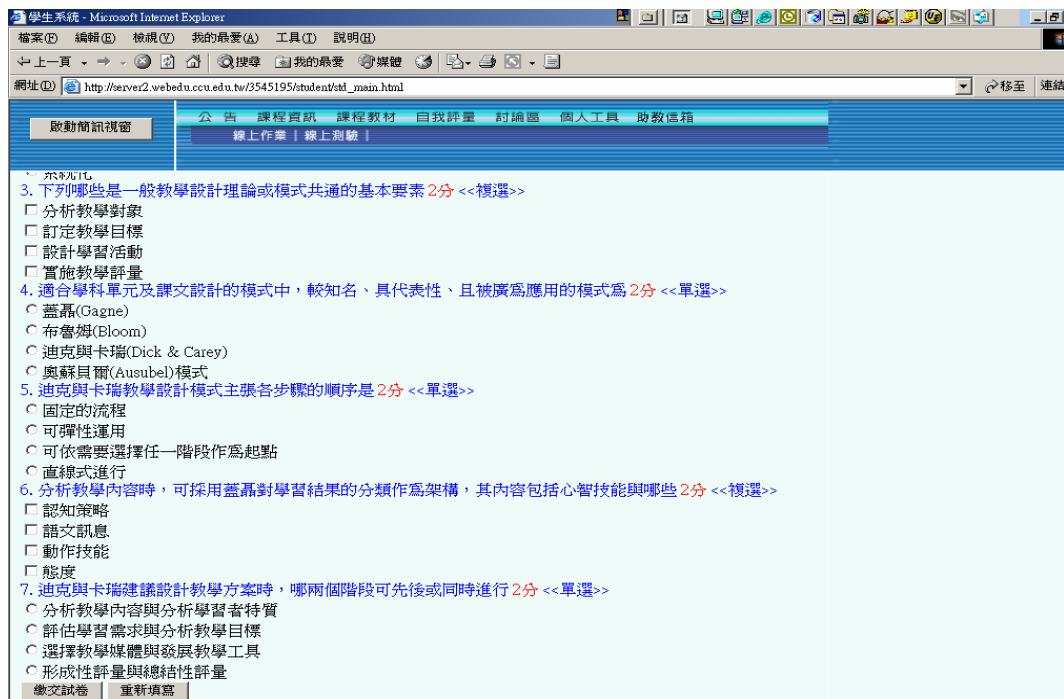 學生系統 - Microsoft Internet Explorer
檔案(F) 編輯(E) 檢視(V) 我的最愛(A) 工具(T) 說明(H)
上一頁 搜尋 我的最愛 媒體
網址(D) http://server2.webedu.ccu.edu.tw/3545195/student/std_main.html 移至 連結
啟動簡訊視窗
公 告 課程資訊 課程教材 自我評量 討論區 個人工具 助教信箱
線上作業 | 線上測驗 |
系統化
3. 下列哪些是一般教學設計理論或模式共通的基本要素 2分 <<複選>>
分析教學對象
訂定教學目標
設計學習活動
實施教學評量
4. 適合學科單元及課文設計的模式中，較知名、具代表性、且被廣為應用的模式為 2分 <<單選>>
蓋聶(Gagne)
布魯姆(Bloom)
迪克與卡瑞(Dick & Carey)
奧蘇貝爾(Ausubel)模式
5. 迪克與卡瑞教學設計模式主張各步驟的順序是 2分 <<單選>>
固定的流程
可彈性運用
可依需要選擇任一階段作為起點
直線式進行
6. 分析教學內容時，可採用蓋聶對學習結果的分類作為架構，其內容包括心智技能與哪些 2分 <<複選>>
認知策略
語文訊息
動作技能
態度
7. 迪克與卡瑞建議設計教學方案時，哪兩個階段可先後或同時進行 2分 <<單選>>
分析教學內容與分析學習者特質
評估學習需求與分析教學目標
選擇教學媒體與發展教學工具
形成性評量與總結性評量
繳交試卷 重新填寫